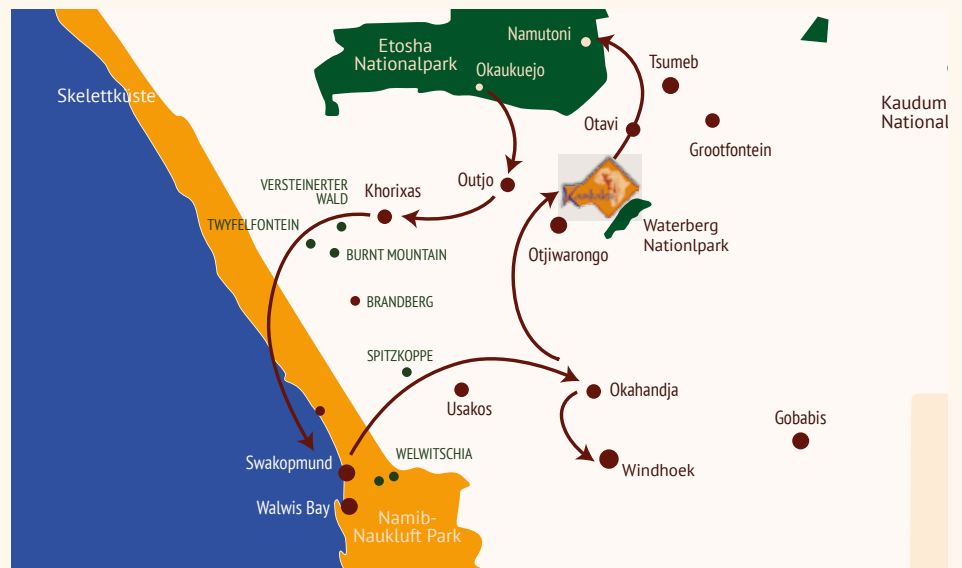 Namutoni
Etosha
Nationalpark
Okaukuejo
Tsumeb
Skelettküste
Kaudum
National
Otavi
Grootfontein
VERSTEINERTER
WALD
Khorixas
Outjo
TWYFELFONTEIN
Waterberg
Nationlpark
BURNT MOUNTAIN
Otjiwarongo
BRANDBERG
SPITZKOPPE
Okahandja
Usakos
Gobabis
WELWITSCHIA
Swakopmund
Windhoek
Walwis Bay
Namib-
Naukluft Park